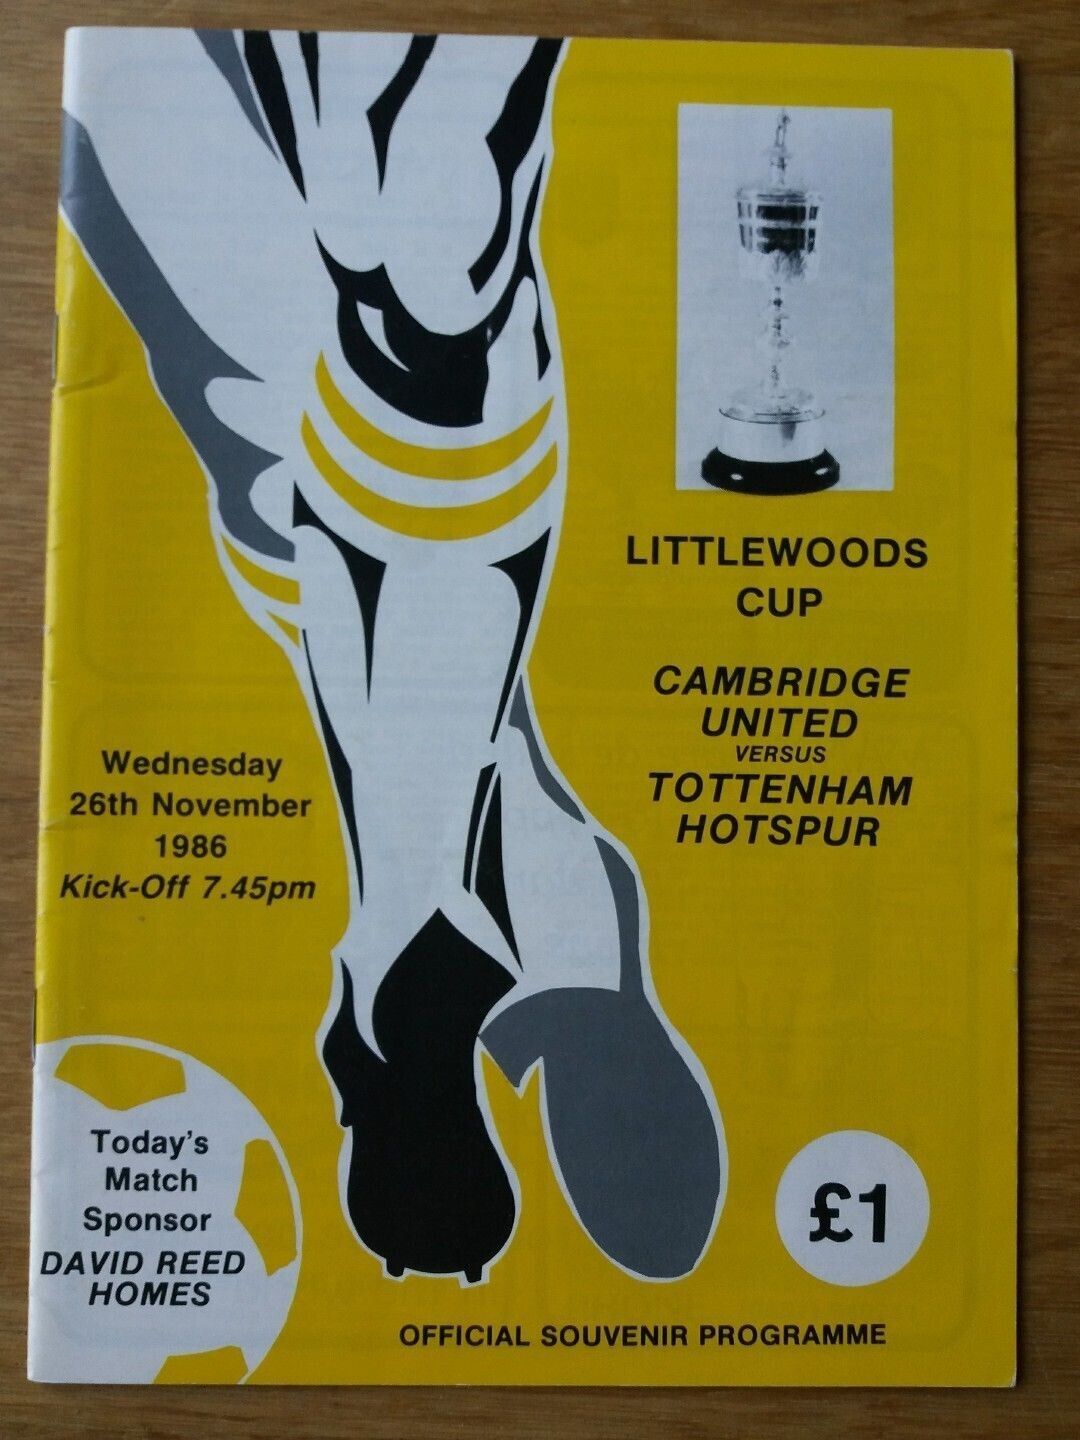 LITTLEWOODS
CUP
CAMBRIDGE
UNITED
VERSUS
TOTTENHAM
HOTSPUR
Wednesday
26th November
1986
Kick-Off 7.45pm
Today's
Match
Sponsor
DAVID REED
HOMES
£1
OFFICIAL SOUVENIR PROGRAMME